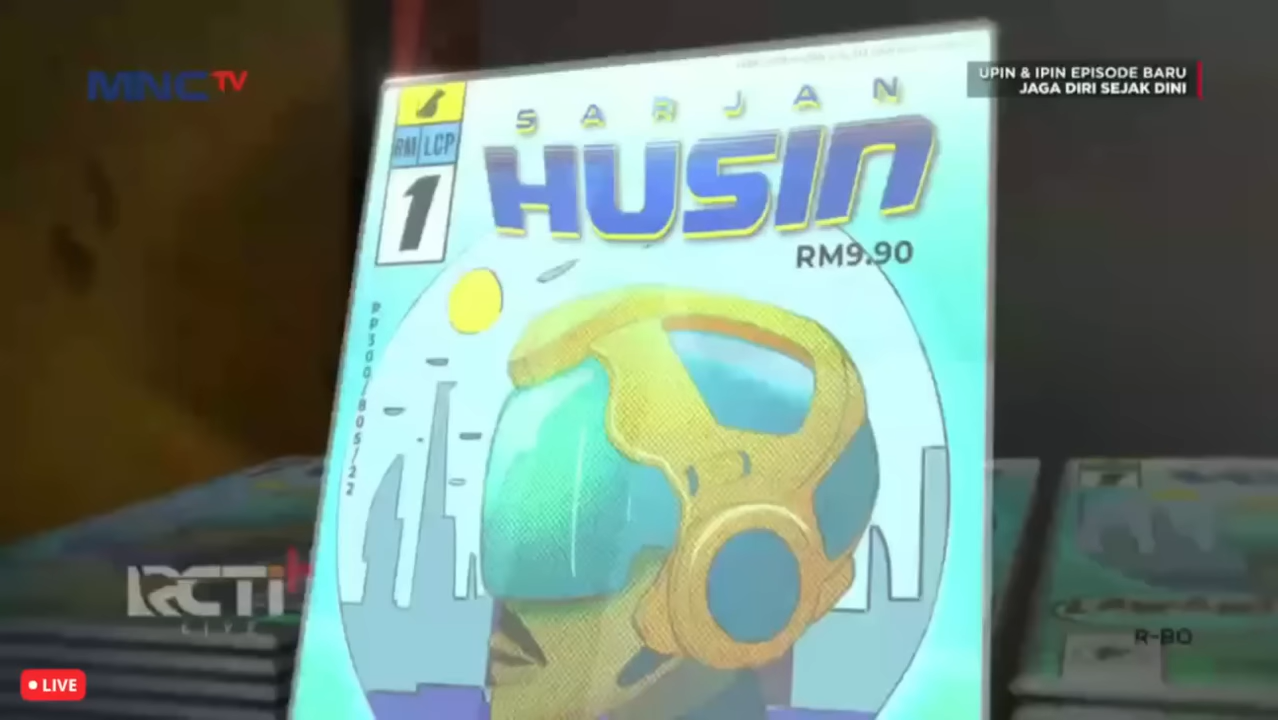 MNCTV
UPIN & IPIN EPISODE BARU
JAGA DIRI SEJAK DINI
SARJAN
RM LCP
HUSIN
1
RM9.90
PP300/805/22
RCTI+
LIVE
R-BO
LIVE